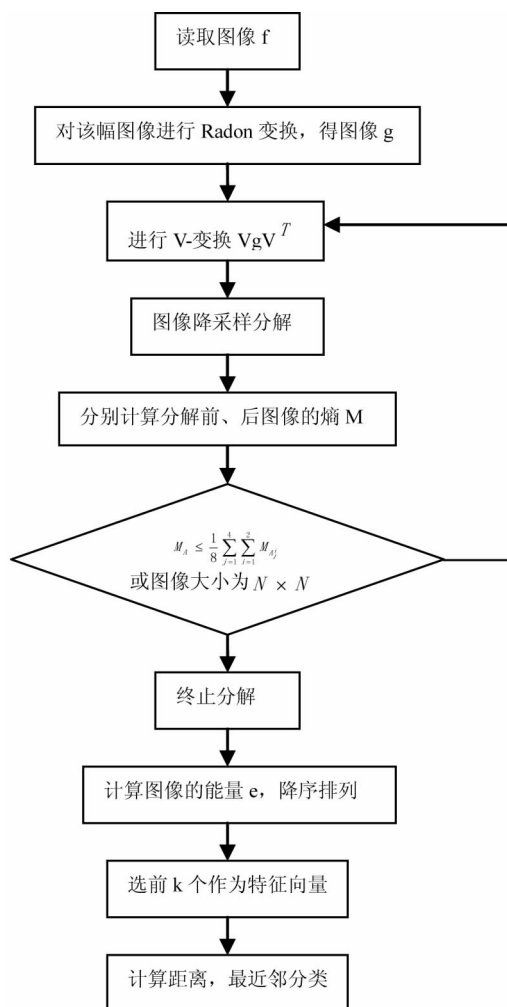 读取图像 f
对该幅图像进行 Radon 变换，得图像 g
进行 V-变换 VgV^T
图像降采样分解
分别计算分解前、后图像的熵 M
M_A ≤ \frac{1}{8} \sum_{j=1}^{4} \sum_{i=1}^{2} M_{A_j^i}
或图像大小为 N × N
终止分解
计算图像的能量 e，降序排列
选前 k 个作为特征向量
计算距离，最近邻分类